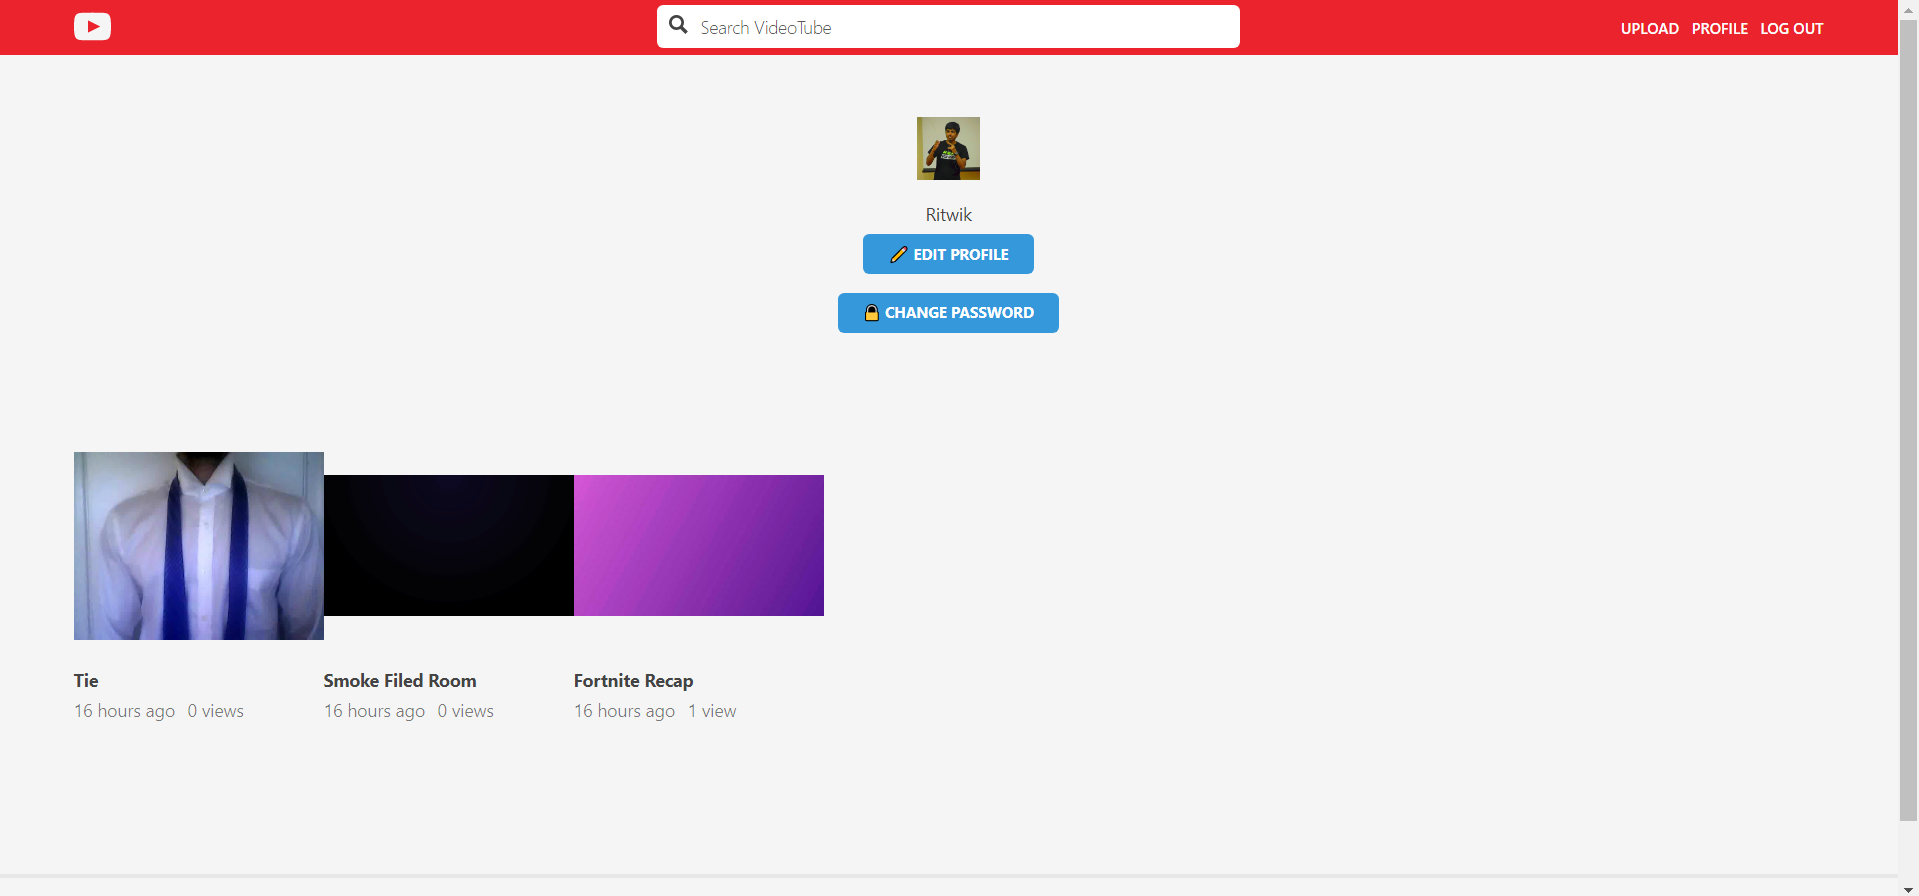 Search VideoTube
UPLOAD PROFILE LOG OUT
Ritwik
EDIT PROFILE
CHANGE PASSWORD
Tie
16 hours ago 0 views
Smoke Filed Room
16 hours ago 0 views
Fortnite Recap
16 hours ago 1 view